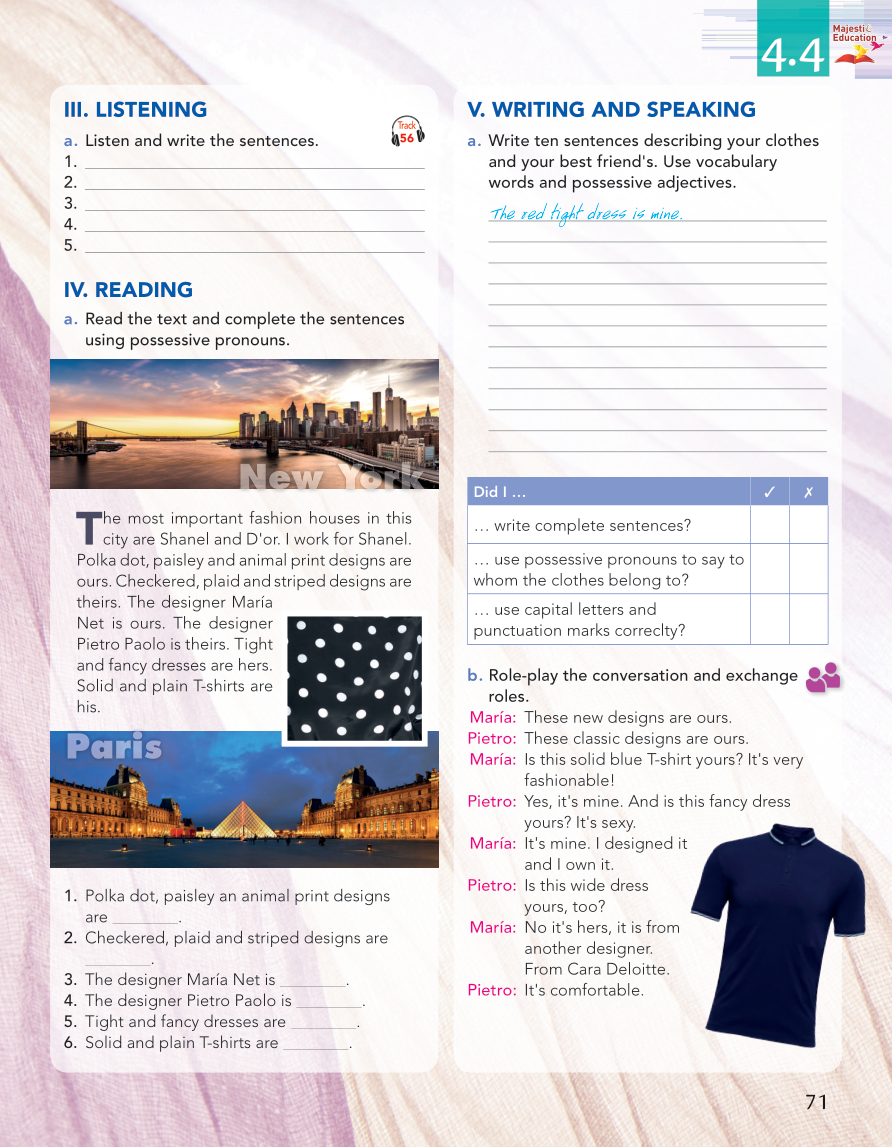 4.4
Majestic
Education
III. LISTENING
a. Listen and write the sentences.
Track
56
1.
2.
3.
4.
5.
IV. READING
a. Read the text and complete the sentences
using possessive pronouns.
New York
The most important fashion houses in this
city are Shanel and D'or. I work for Shanel.
Polka dot, paisley and animal print designs are
ours. Checkered, plaid and striped designs are
theirs. The designer María
Net is ours. The designer
Pietro Paolo is theirs. Tight
and fancy dresses are hers.
Solid and plain T-shirts are
his.
Paris
1. Polka dot, paisley an animal print designs
are ________.
2. Checkered, plaid and striped designs are
________.
3. The designer María Net is ________.
4. The designer Pietro Paolo is ________.
5. Tight and fancy dresses are ________.
6. Solid and plain T-shirts are ________.
V. WRITING AND SPEAKING
a. Write ten sentences describing your clothes
and your best friend's. Use vocabulary
words and possessive adjectives.
The red tight dress is mine.
Did I ... ✓ ✗
... write complete sentences?
... use possessive pronouns to say to
whom the clothes belong to?
... use capital letters and
punctuation marks correclty?
b. Role-play the conversation and exchange
roles.
María: These new designs are ours.
Pietro: These classic designs are ours.
María: Is this solid blue T-shirt yours? It's very
fashionable!
Pietro: Yes, it's mine. And is this fancy dress
yours? It's sexy.
María: It's mine. I designed it
and I own it.
Pietro: Is this wide dress
yours, too?
María: No it's hers, it is from
another designer.
From Cara Deloitte.
Pietro: It's comfortable.
71